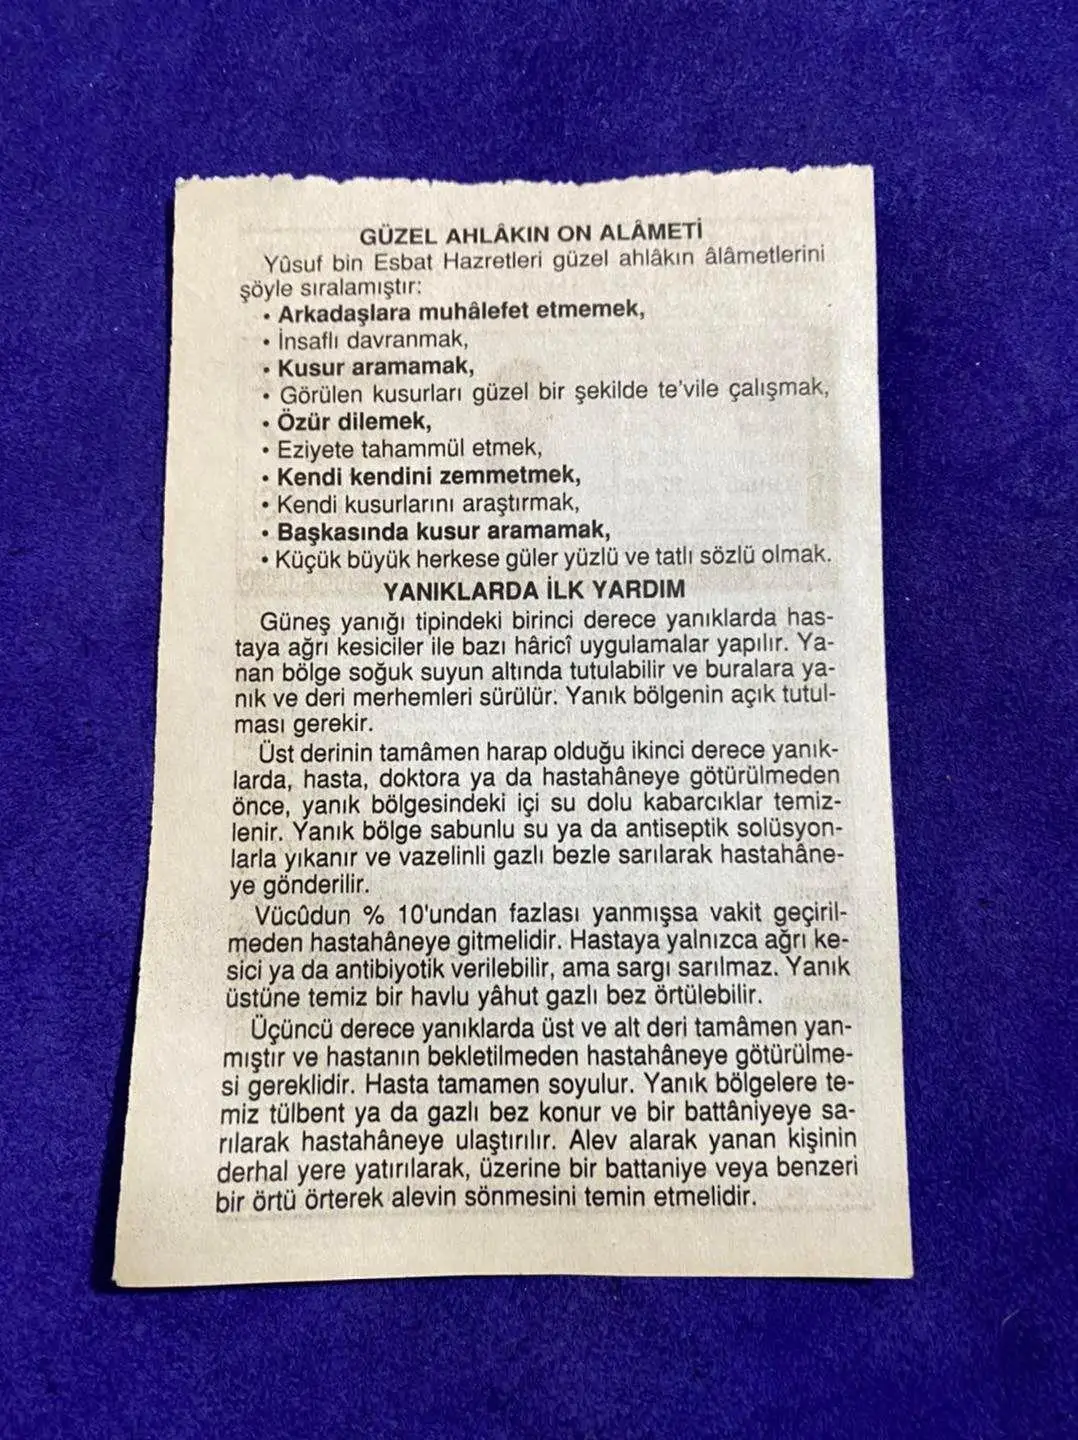 GÜZEL AHLÂKIN ON ALÂMETİ
Yûsuf bin Esbat Hazretleri güzel ahlâkın âlâmetlerini
şöyle sıralamıştır:
• Arkadaşlara muhâlefet etmemek,
• İnsaflı davranmak,
• Kusur aramamak,
• Görülen kusurları güzel bir şekilde te'vile çalışmak,
• Özür dilemek,
• Eziyete tahammül etmek,
• Kendi kendini zemmetmek,
• Kendi kusurlarını araştırmak,
• Başkasında kusur aramamak,
• Küçük büyük herkese güler yüzlü ve tatlı sözlü olmak.
YANIKLARDA İLK YARDIM
Güneş yanığı tipindeki birinci derece yanıklarda has-
taya ağrı kesiciler ile bazı hâricî uygulamalar yapılır. Ya-
nan bölge soğuk suyun altında tutulabilir ve buralara ya-
nık ve deri merhemleri sürülür. Yanık bölgenin açık tutul-
ması gerekir.
Üst derinin tamâmen harap olduğu ikinci derece yanık-
larda, hasta, doktora ya da hastahâneye götürülmeden
önce, yanık bölgesindeki içi su dolu kabarcıklar temiz-
lenir. Yanık bölge sabunlu su ya da antiseptik solüsyon-
larla yıkanır ve vazelinli gazlı bezle sarılarak hastahâne-
ye gönderilir.
Vücûdun % 10'undan fazlası yanmışsa vakit geçiril-
meden hastahâneye gitmelidir. Hastaya yalnızca ağrı ke-
sici ya da antibiyotik verilebilir, ama sargı sarılmaz. Yanık
üstüne temiz bir havlu yâhut gazlı bez örtülebilir.
Üçüncü derece yanıklarda üst ve alt deri tamâmen yan-
mıştır ve hastanın bekletilmeden hastahâneye götürülme-
si gereklidir. Hasta tamamen soyulur. Yanık bölgelere te-
miz tülbent ya da gazlı bez konur ve bir battâniyeye sa-
rılarak hastahâneye ulaştırılır. Alev alarak yanan kişinin
derhal yere yatırılarak, üzerine bir battaniye veya benzeri
bir örtü örterek alevin sönmesini temin etmelidir.